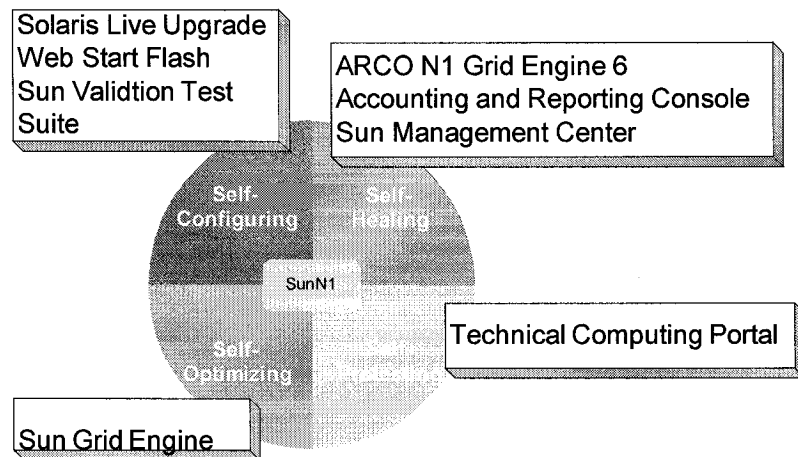 Solaris Live Upgrade
Web Start Flash
Sun Validtion Test
Suite
ARCO N1 Grid Engine 6
Accounting and Reporting Console
Sun Management Center
Self-
Configuring
Self-
Healing
SunN1
Self-
Optimizing
Technical Computing Portal
Sun Grid Engine